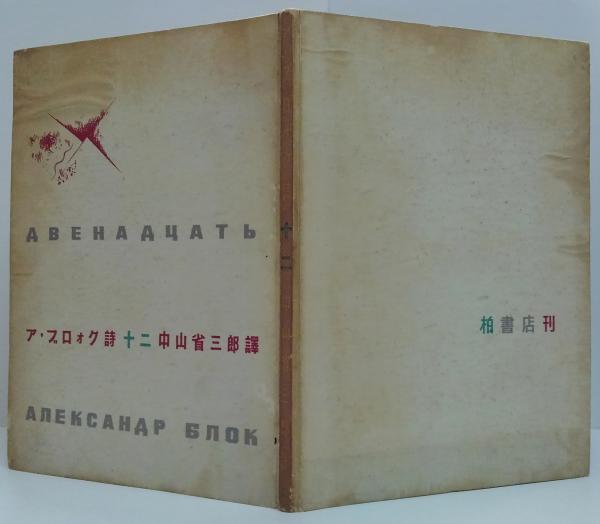 ДВЕНАДЦАТЬ
ア・ブロォク詩 十二 中山省三郎譯
АЛЕКСАНДР БЛОК
十二
柏書店刊